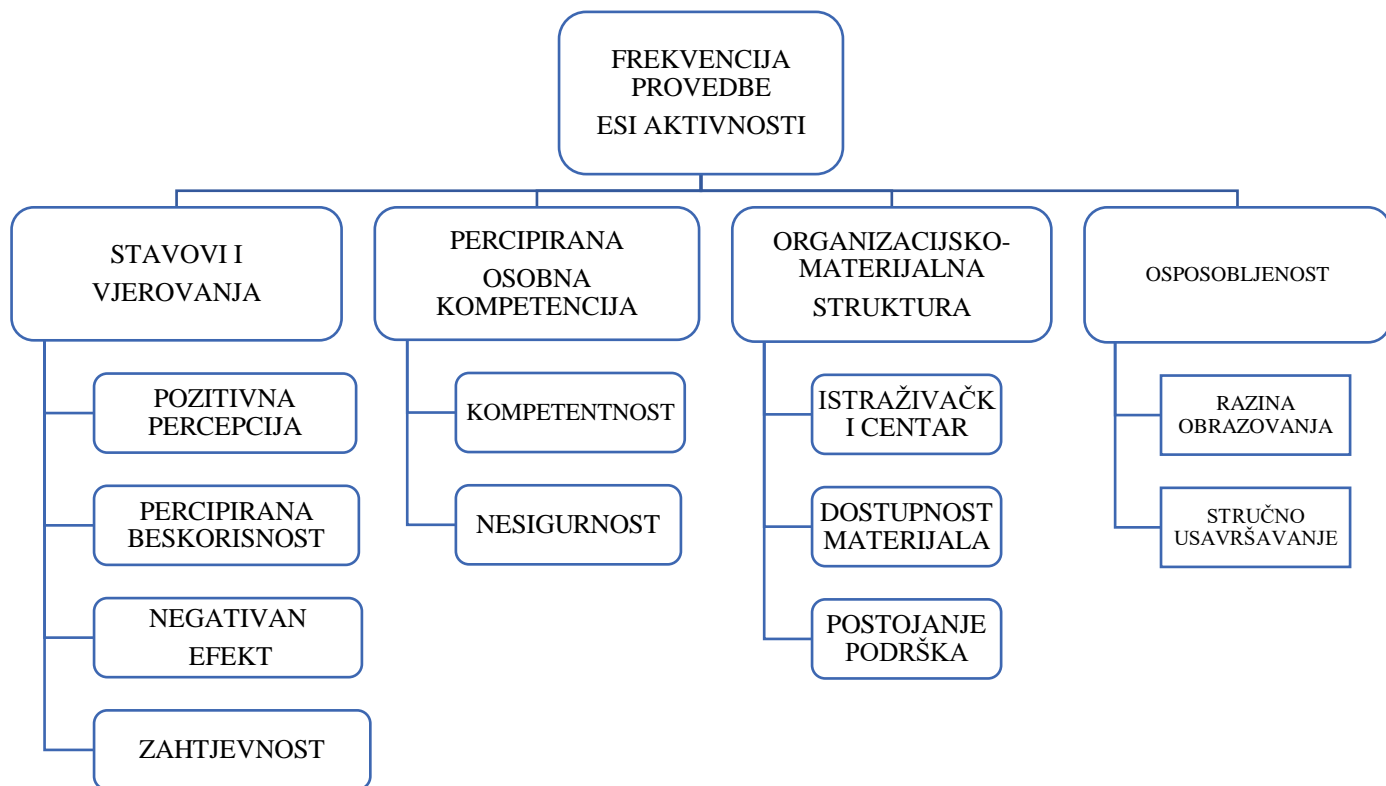 FREKVENCIJA
PROVEDBE
ESI AKTIVNOSTI
STAVOVI I
VJEROVANJA
POZITIVNA
PERCEPCIJA
PERCIPIRANA
BESKORISNOST
NEGATIVAN
EFEKT
ZAHTJEVNOST
PERCIPIRANA
OSOBNA
KOMPETENCIJA
KOMPETENTNOST
NESIGURNOST
ORGANIZACIJSKO-
MATERIJALNA
STRUKTURA
ISTRAŽIVAČK
I CENTAR
DOSTUPNOST
MATERIJALA
POSTOJANJE
PODRŠKA
OSPOSOBLJENOST
RAZINA
OBRAZOVANJA
STRUČNO
USAVRŠAVANJE